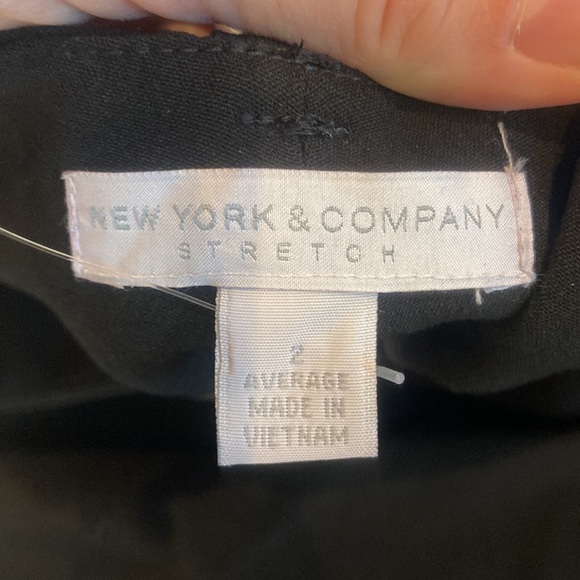 NEW YORK & COMPANY
STRETCH
2
AVERAGE
MADE IN
VIETNAM